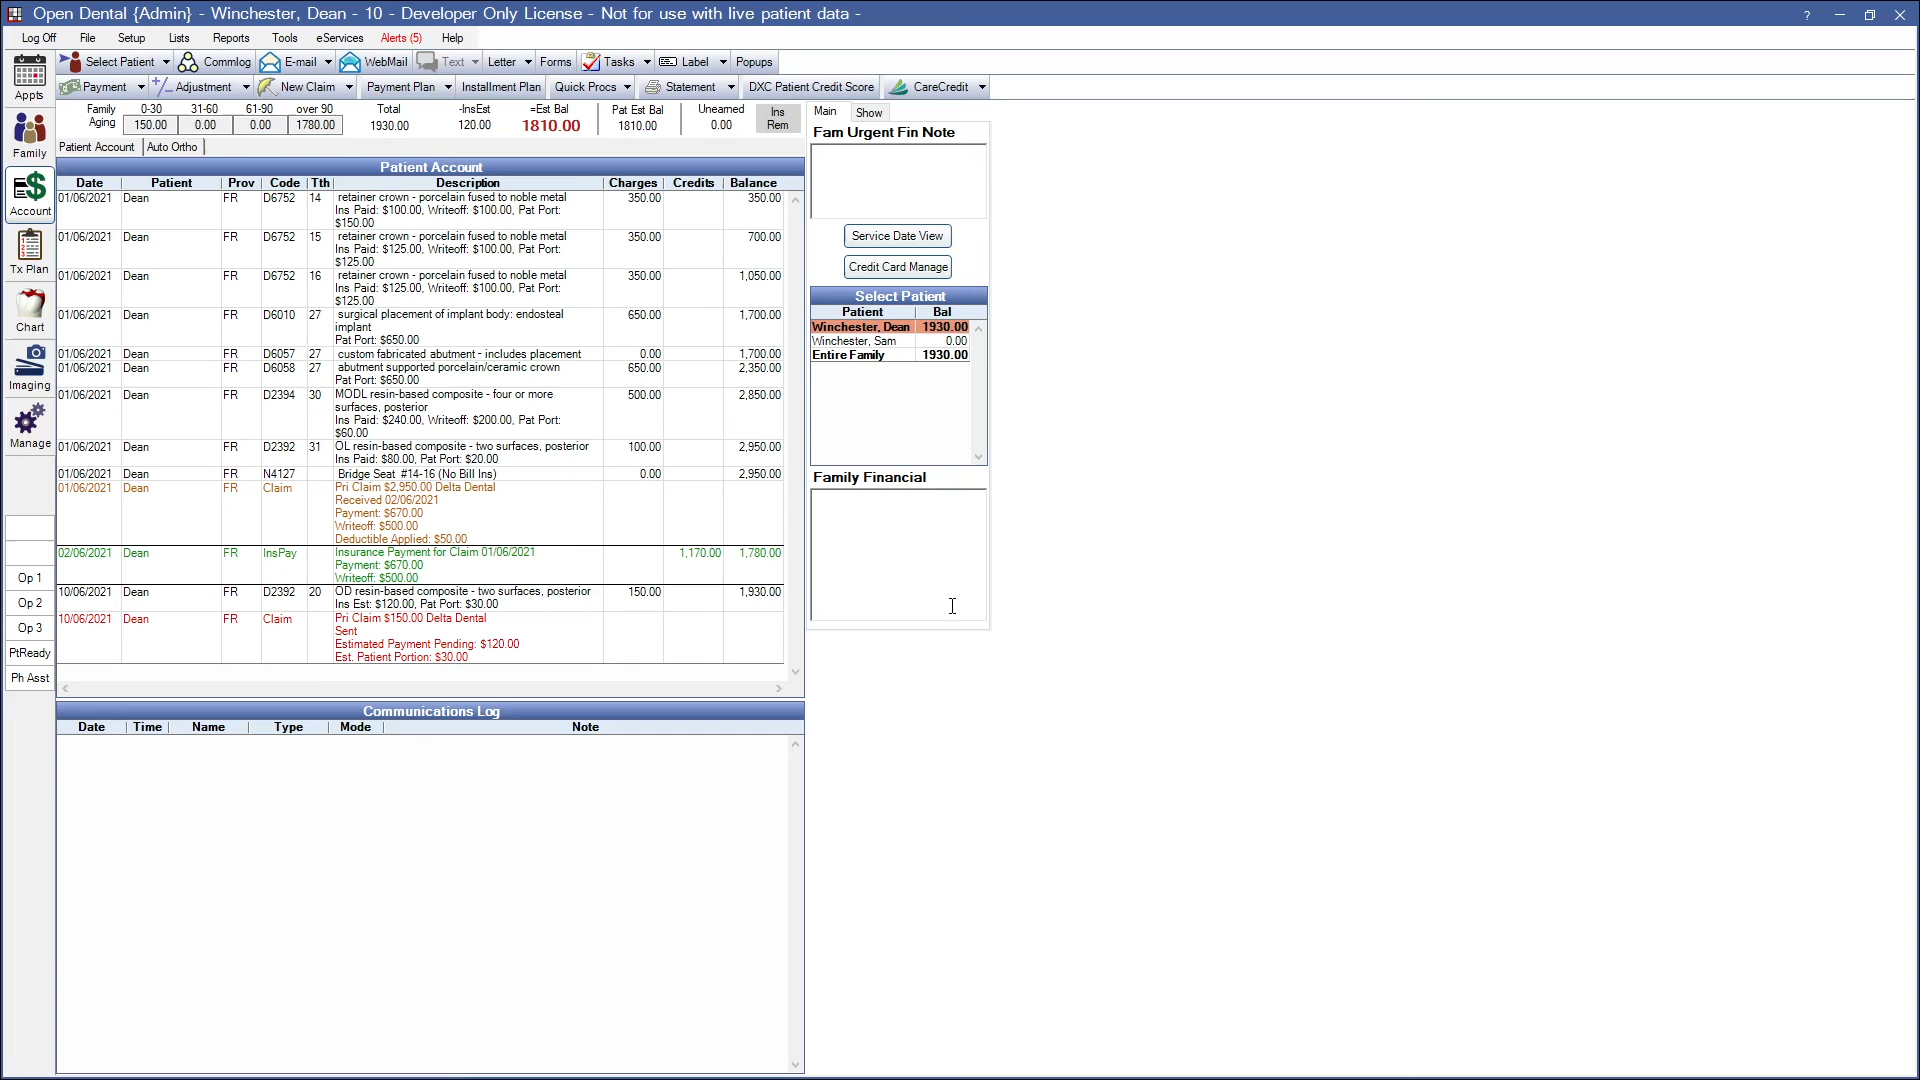 Open Dental {Admin} - Winchester, Dean - 10 - Developer Only License - Not for use with live patient data -
?
Log Off File Setup Lists Reports Tools eServices Alerts (5) Help
Select Patient Commlog E-mail WebMail Text Letter Forms Tasks Label Popups
Payment Adjustment New Claim Payment Plan Installment Plan Quick Procs Statement DXC Patient Credit Score CareCredit
Appts
Family
Account
Tx Plan
Chart
Imaging
Manage
Op 1
Op 2
Op 3
PtReady
Ph Asst
Family Aging 0-30 31-60 61-90 over 90 Total -InsEst =Est Bal Pat Est Bal Unearned Ins Rem
150.00 0.00 0.00 1780.00 1930.00 120.00 1810.00 1810.00 0.00
Patient Account Auto Ortho
Patient Account
Date Patient Prov Code Tth Description Charges Credits Balance
01/06/2021 Dean FR D6752 14 retainer crown - porcelain fused to noble metal 350.00 350.00
Ins Paid: $100.00, Writeoff: $100.00, Pat Port:
$150.00
01/06/2021 Dean FR D6752 15 retainer crown - porcelain fused to noble metal 350.00 700.00
Ins Paid: $125.00, Writeoff: $100.00, Pat Port:
$125.00
01/06/2021 Dean FR D6752 16 retainer crown - porcelain fused to noble metal 350.00 1,050.00
Ins Paid: $125.00, Writeoff: $100.00, Pat Port:
$125.00
01/06/2021 Dean FR D6010 27 surgical placement of implant body: endosteal 650.00 1,700.00
implant
Pat Port: $650.00
01/06/2021 Dean FR D6057 27 custom fabricated abutment - includes placement 0.00 1,700.00
01/06/2021 Dean FR D6058 27 abutment supported porcelain/ceramic crown 650.00 2,350.00
Pat Port: $650.00
01/06/2021 Dean FR D2394 30 MODL resin-based composite - four or more 500.00 2,850.00
surfaces, posterior
Ins Paid: $240.00, Writeoff: $200.00, Pat Port:
$60.00
01/06/2021 Dean FR D2392 31 OL resin-based composite - two surfaces, posterior 100.00 2,950.00
Ins Paid: $80.00, Pat Port: $20.00
01/06/2021 Dean FR N4127 Bridge Seat #14-16 (No Bill Ins) 0.00 2,950.00
01/06/2021 Dean FR Claim Pri Claim $2,950.00 Delta Dental
Received 02/06/2021
Payment: $670.00
Writeoff: $500.00
Deductible Applied: $50.00
02/06/2021 Dean FR InsPay Insurance Payment for Claim 01/06/2021 1,170.00 1,780.00
Payment: $670.00
Writeoff: $500.00
10/06/2021 Dean FR D2392 20 OD resin-based composite - two surfaces, posterior 150.00 1,930.00
Ins Est: $120.00, Pat Port: $30.00
10/06/2021 Dean FR Claim Pri Claim $150.00 Delta Dental
Sent
Estimated Payment Pending: $120.00
Est. Patient Portion: $30.00
Communications Log
Date Time Name Type Mode Note
Main Show
Fam Urgent Fin Note
Service Date View
Credit Card Manage
Select Patient
Patient Bal
Winchester, Dean 1930.00
Winchester, Sam 0.00
Entire Family 1930.00
Family Financial